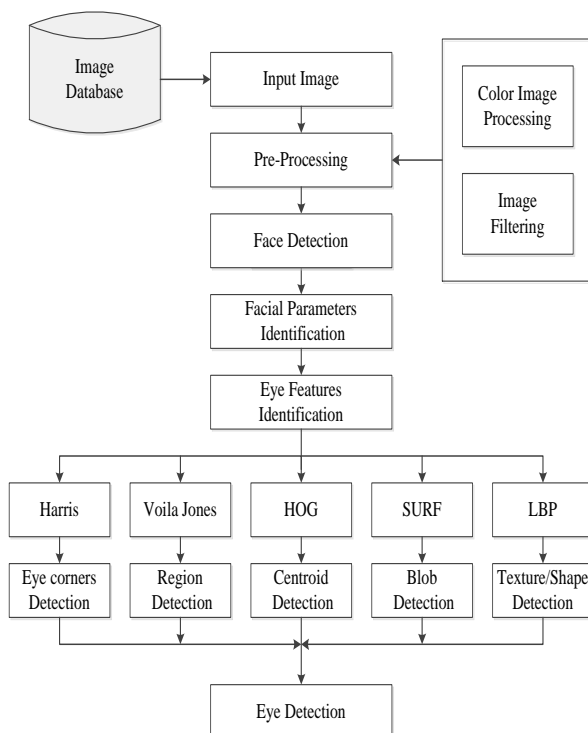 Image
Database
Input Image
Color Image
Processing
Pre-Processing
Image
Filtering
Face Detection
Facial Parameters
Identification
Eye Features
Identification
Harris
Voila Jones
HOG
SURF
LBP
Eye corners
Detection
Region
Detection
Centroid
Detection
Blob
Detection
Texture/Shape
Detection
Eye Detection